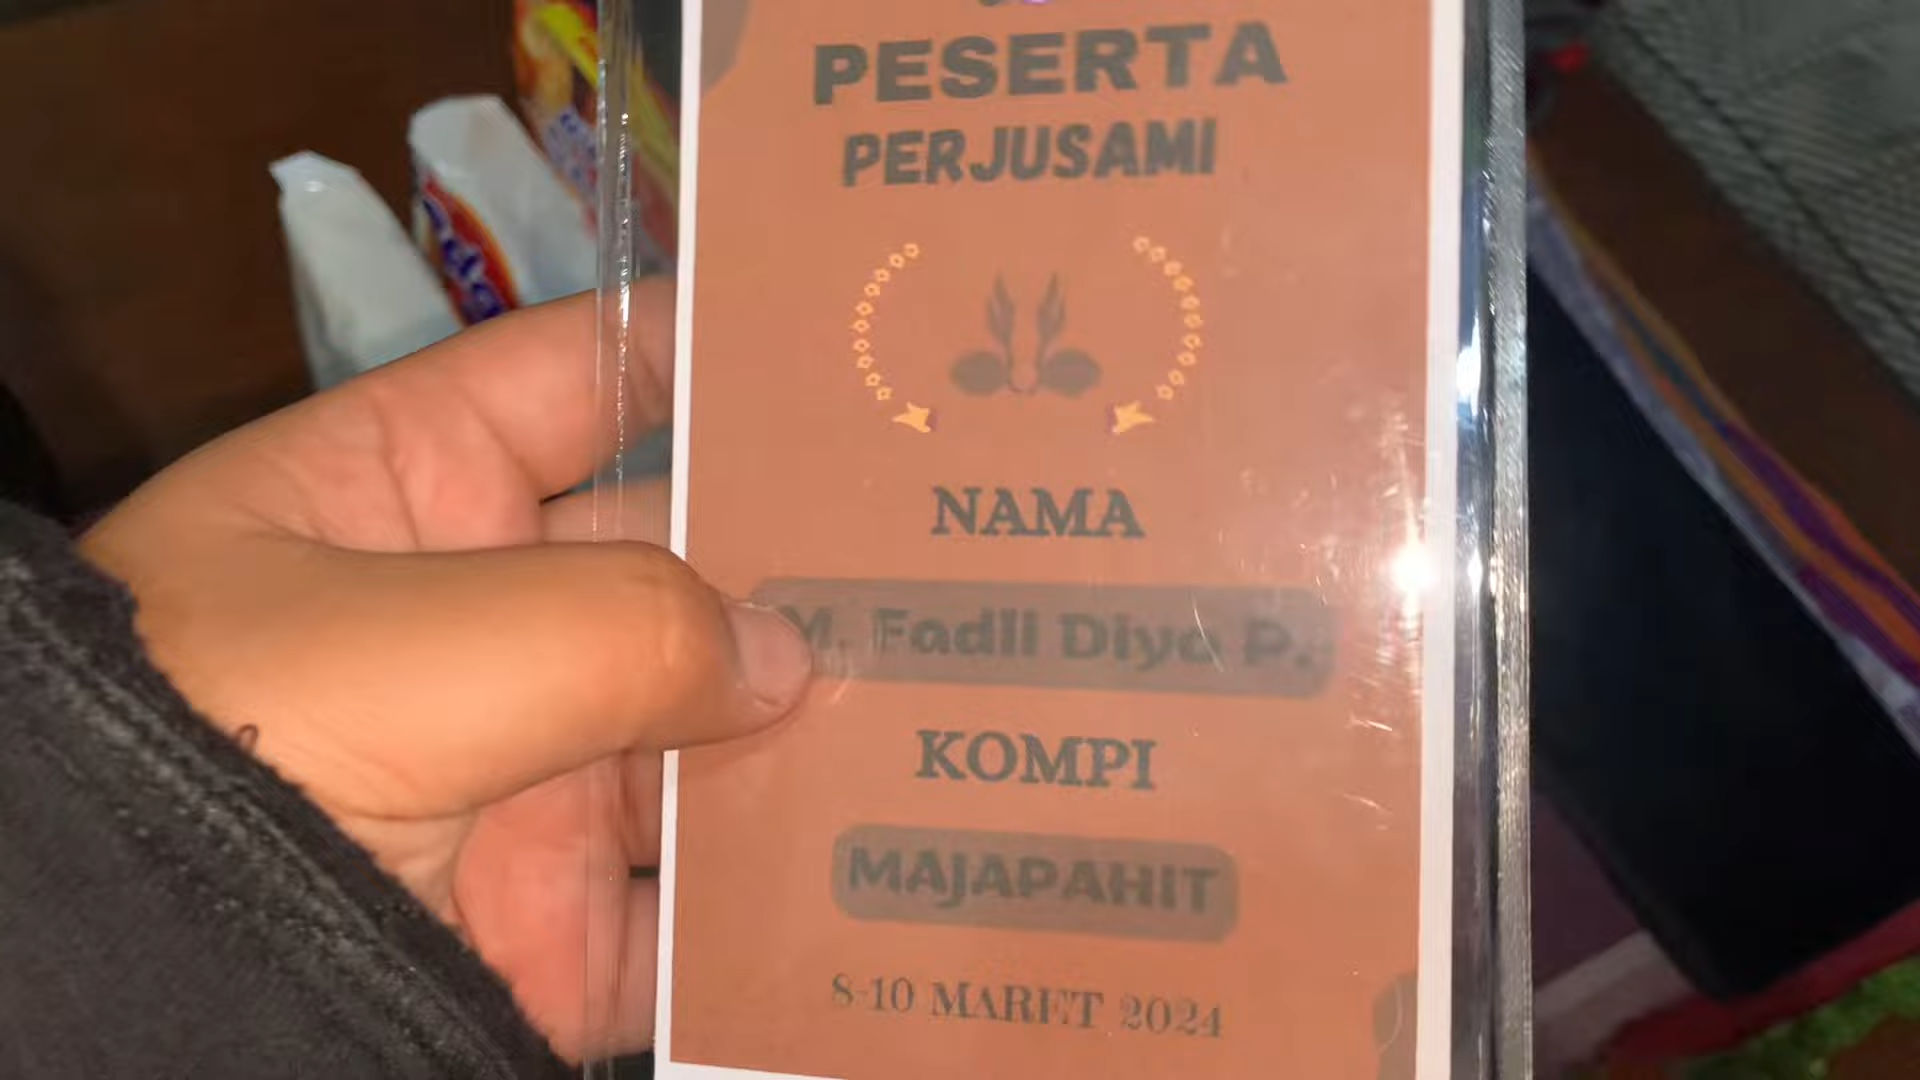 PESERTA
PERJUSAMI
NAMA
M. Fadli Diya P.
KOMPI
MAJAPAHIT
8-10 MARET 2024